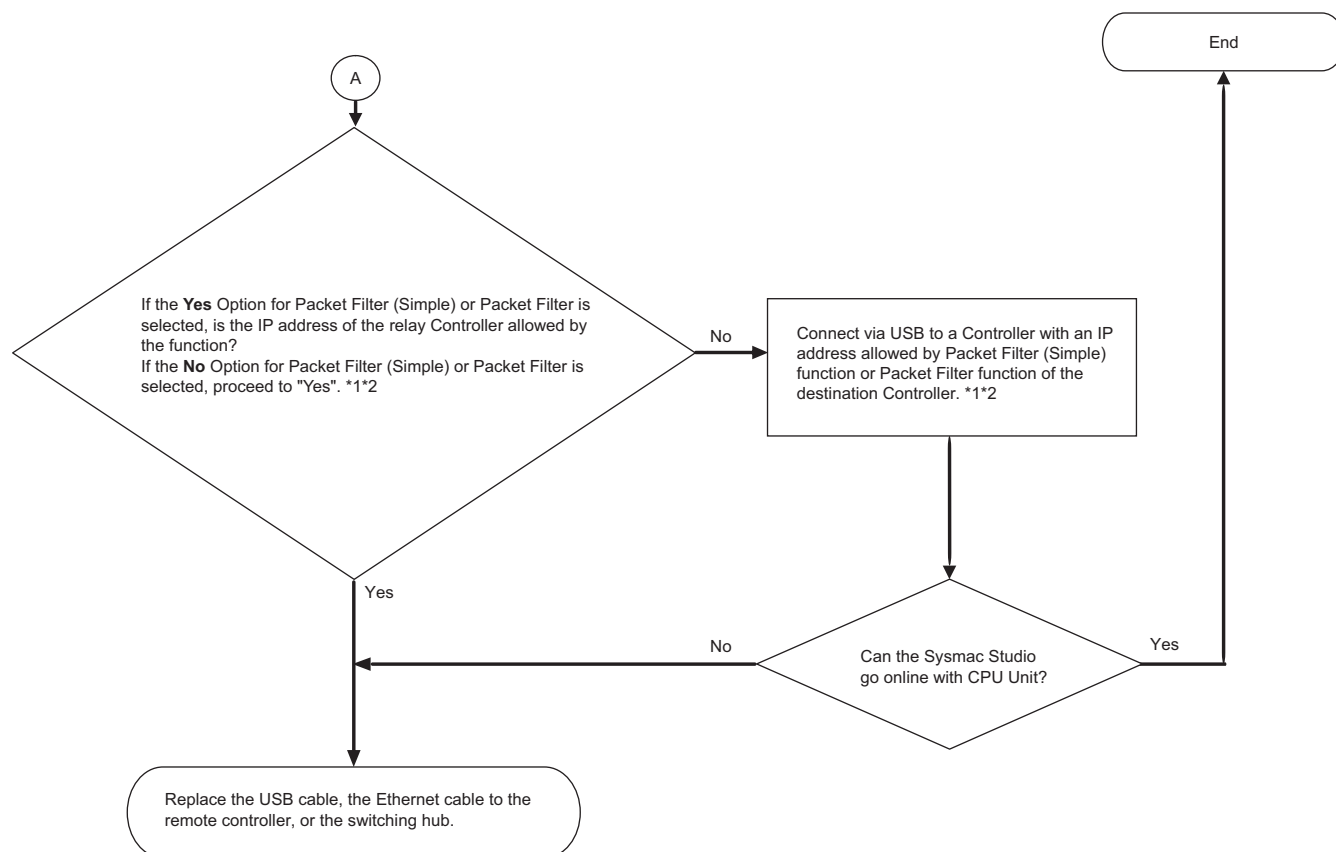 End
A
If the Yes Option for Packet Filter (Simple) or Packet Filter is
selected, is the IP address of the relay Controller allowed by
the function?
If the No Option for Packet Filter (Simple) or Packet Filter is
selected, proceed to "Yes". *1*2
No
Connect via USB to a Controller with an IP
address allowed by Packet Filter (Simple)
function or Packet Filter function of the
destination Controller. *1*2
Yes
No
Can the Sysmac Studio
go online with CPU Unit?
Yes
Replace the USB cable, the Ethernet cable to the
remote controller, or the switching hub.